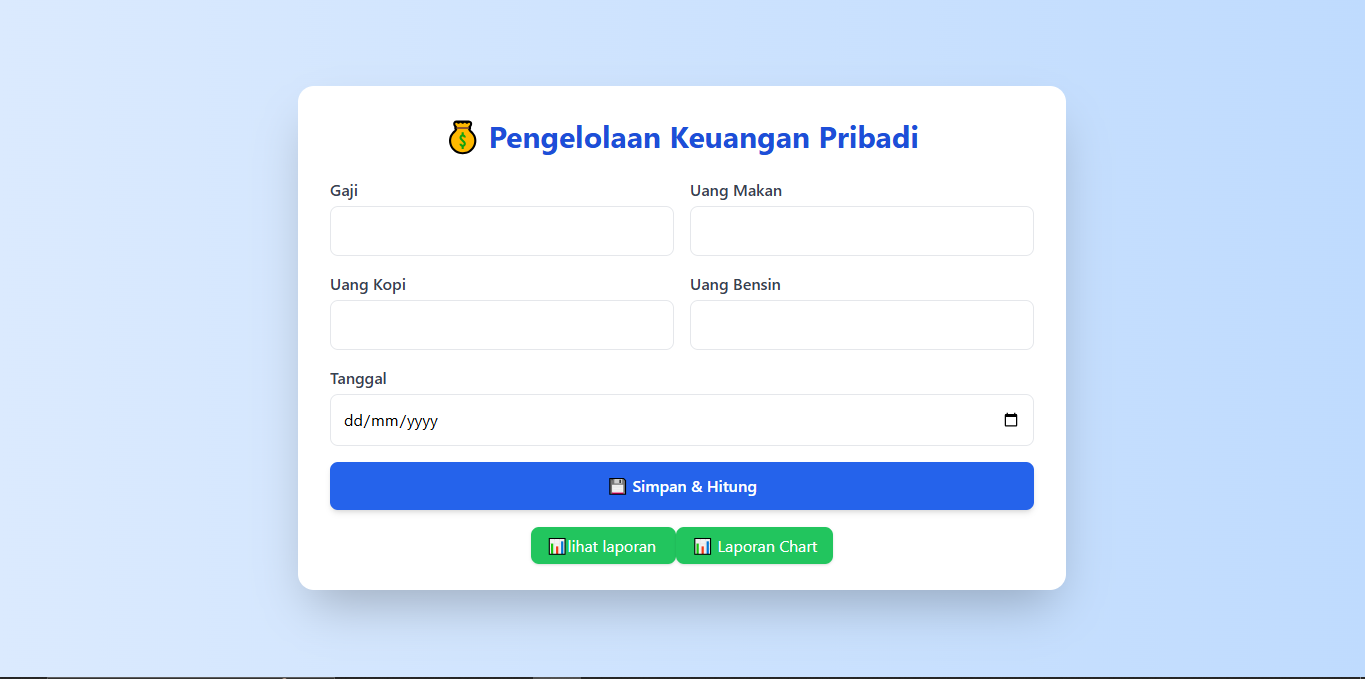 💰 Pengelolaan Keuangan Pribadi
Gaji Uang Makan
Uang Kopi Uang Bensin
Tanggal
dd/mm/yyyy
💾 Simpan & Hitung
📊lihat laporan 📊 Laporan Chart